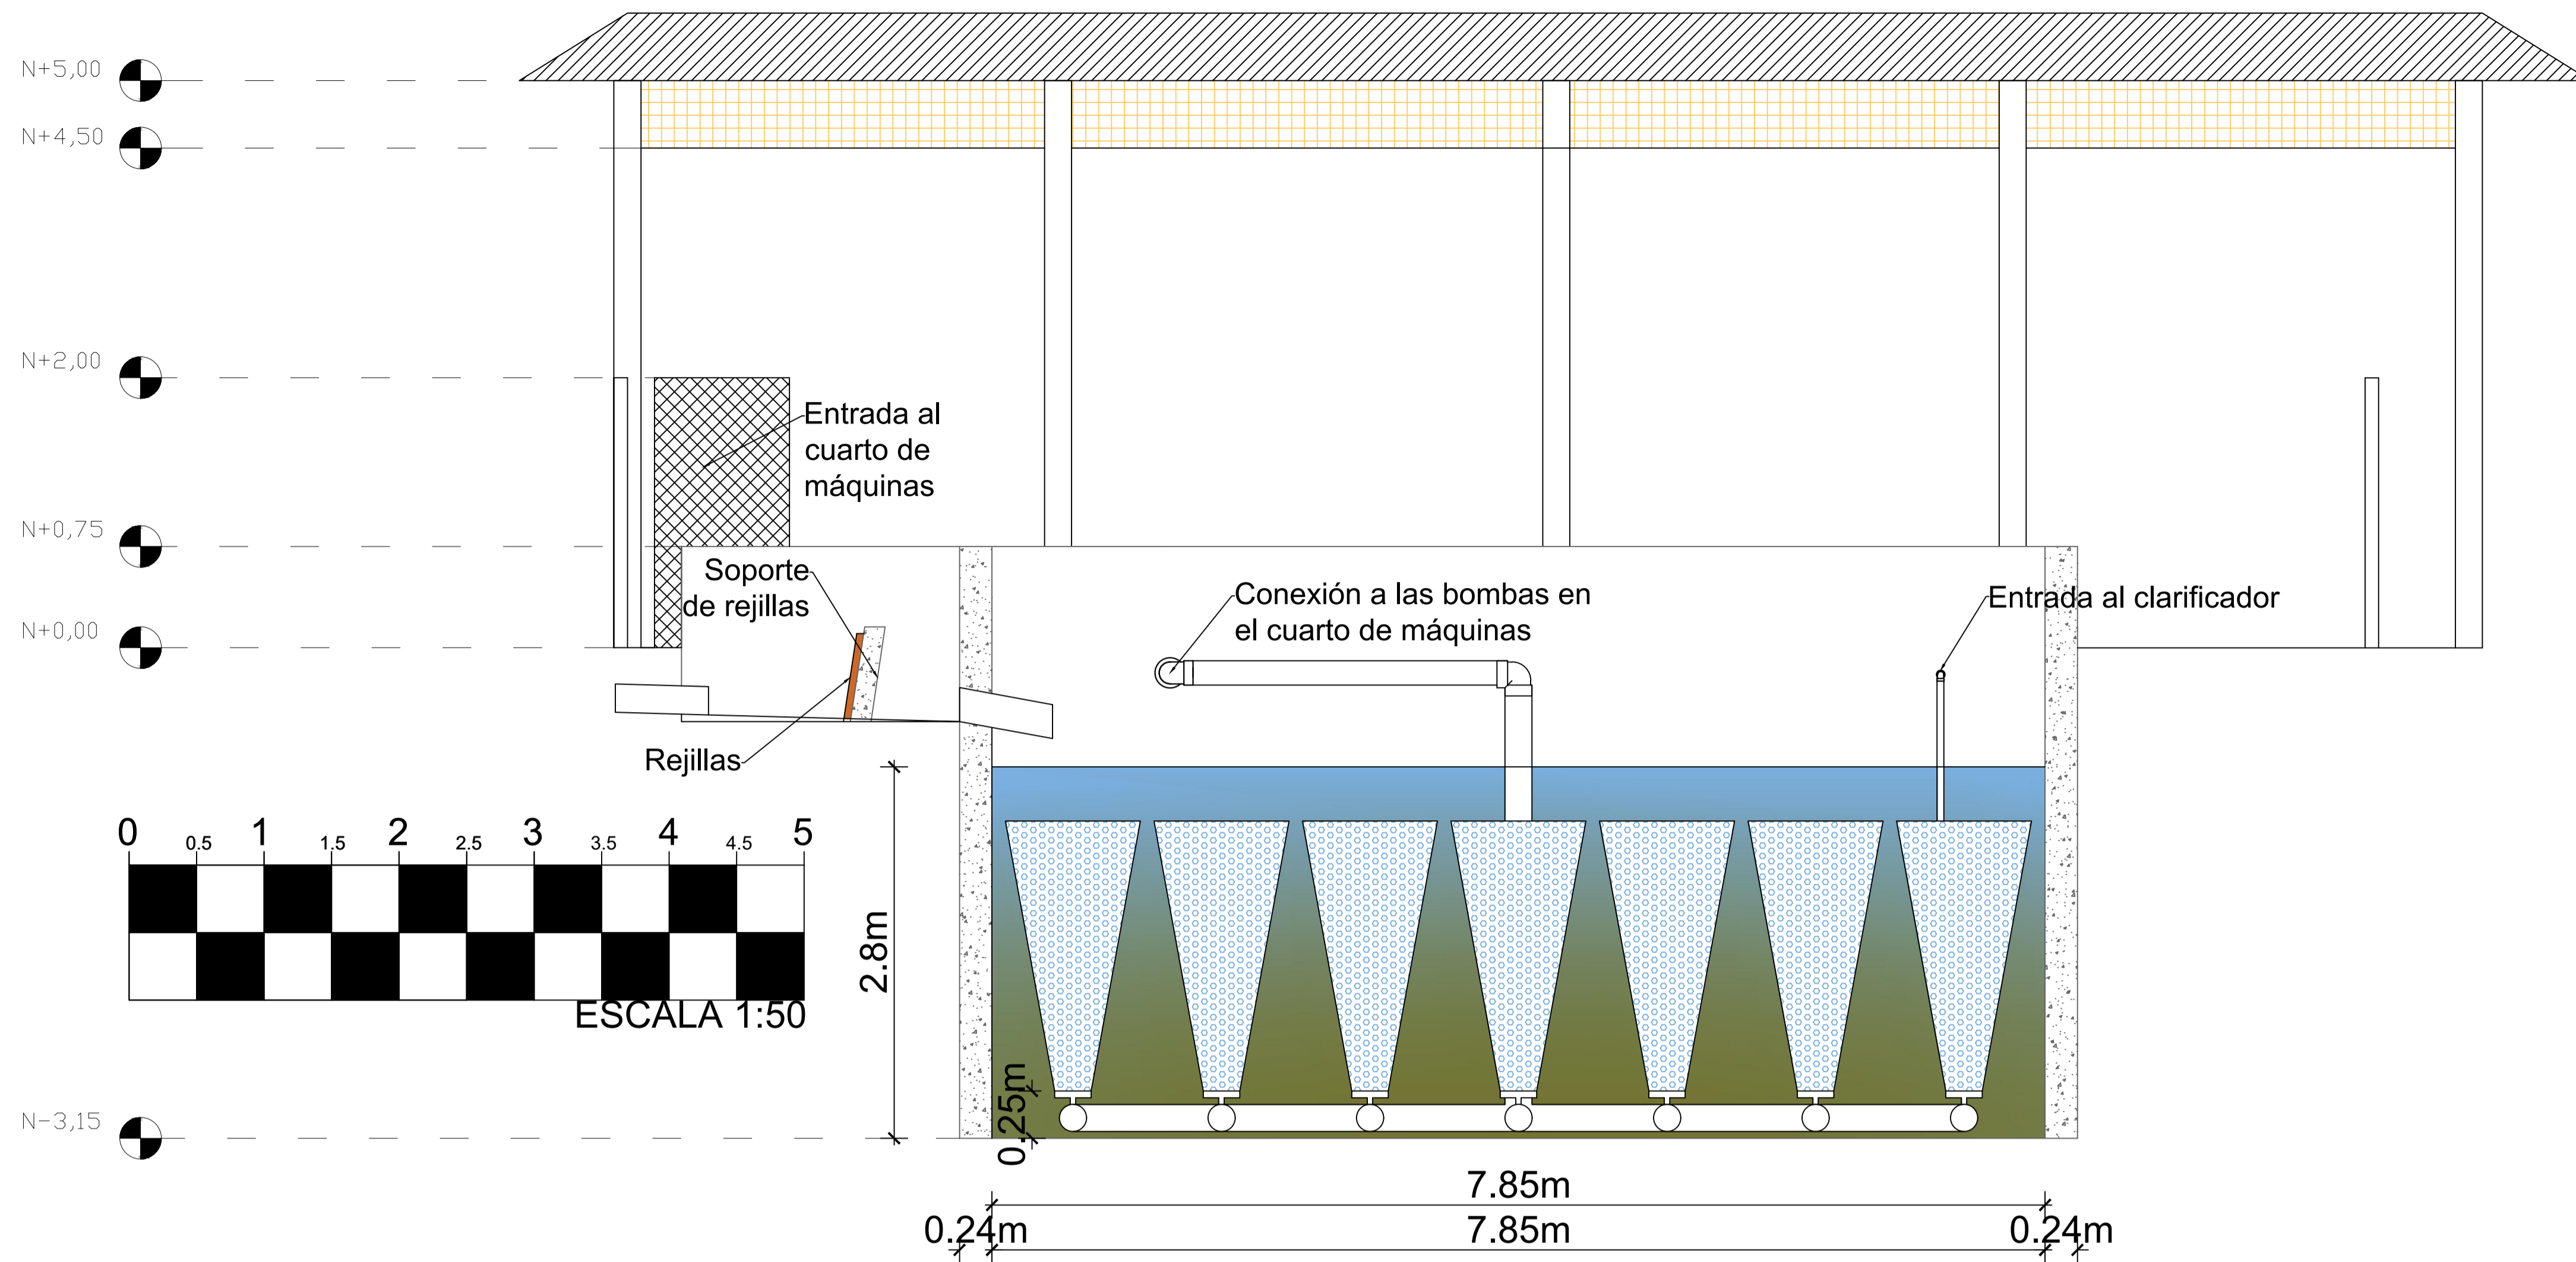 N+5,00
N+4,50
N+2,00
Entrada al
cuarto de
máquinas
N+0,75
Soporte
de rejillas
Conexión a las bombas en
el cuarto de máquinas
Entrada al clarificador
N+0,00
Rejillas
0 0.5 1 1.5 2 2.5 3 3.5 4 4.5 5
ESCALA 1:50
2.8m
0.25m
N-3,15
7.85m
0.24m 7.85m 0.24m